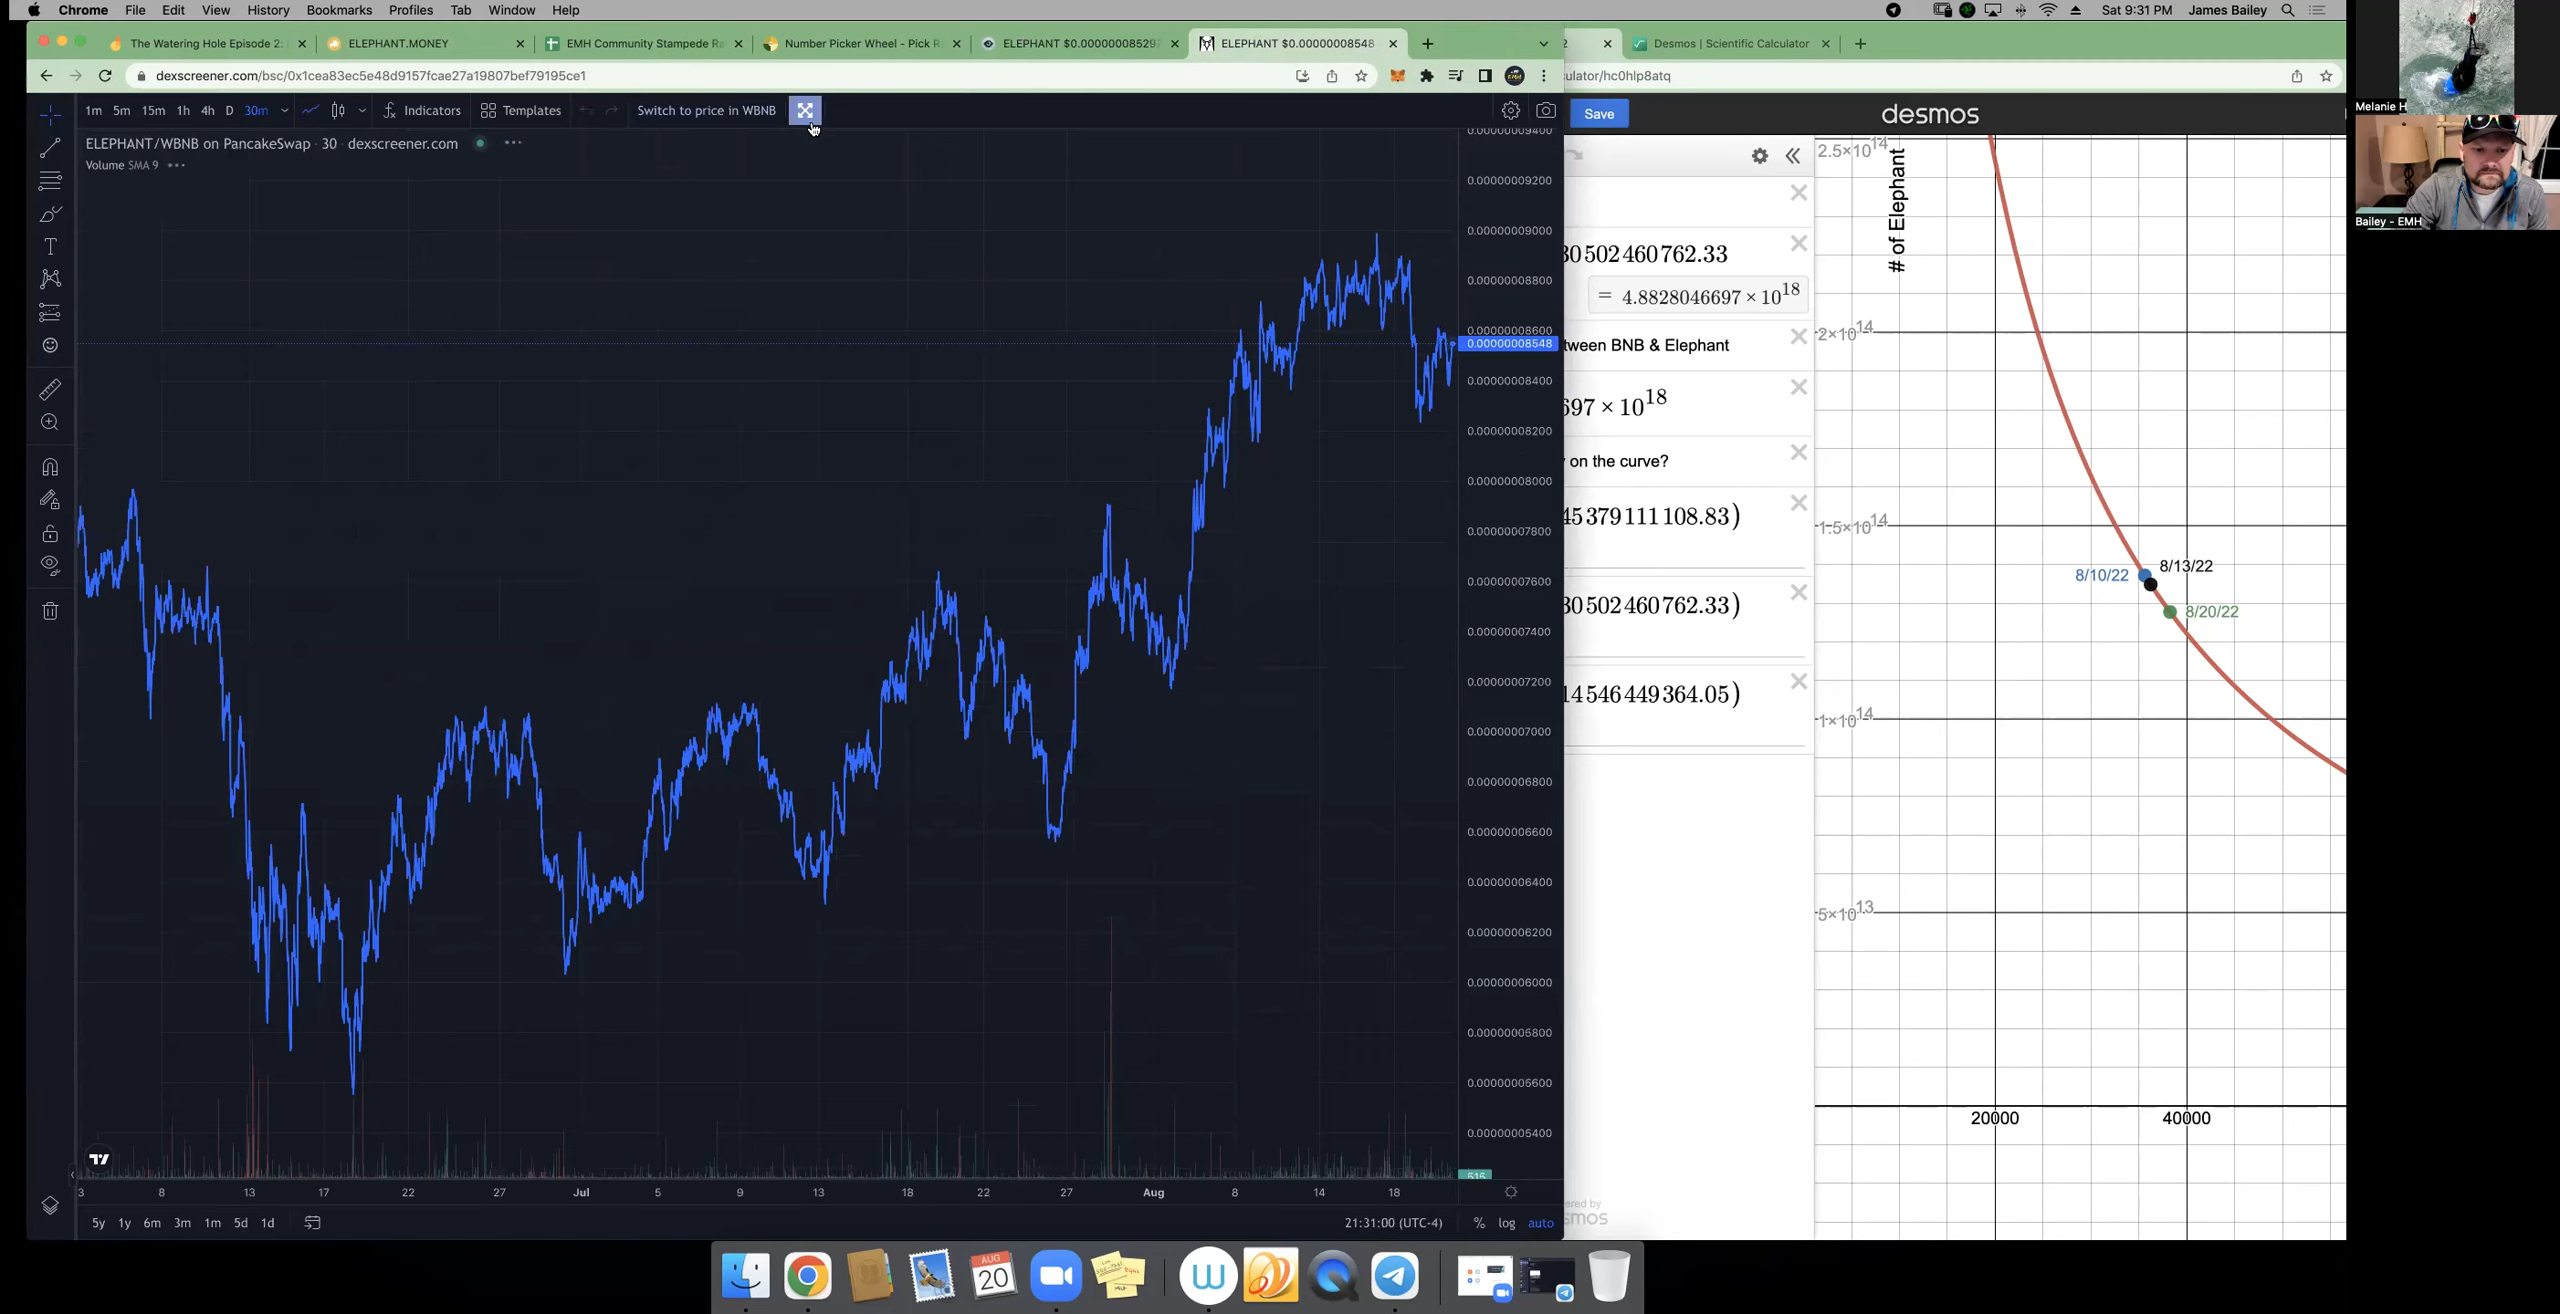 Chrome File Edit View History Bookmarks Profiles Tab Window Help
Sat 9:31 PM James Bailey
The Watering Hole Episode 2:
ELEPHANT.MONEY
EMH Community Stampede Ra
Number Picker Wheel - Pick R
ELEPHANT $0.00000008529
ELEPHANT $0.00000008548
Desmos | Scientific Calculator
dexscreener.com/bsc/0x1cea83ec5e48d9157fcae27a19807bef79195ce1
ulator/hc0hlp8atq
1m 5m 15m 1h 4h D 30m Indicators Templates Switch to price in WBNB
Save
desmos
ELEPHANT/WBNB on PancakeSwap · 30 · dexscreener.com
Volume SMA 9
0.00000009400
0.00000009200
0.00000009000
0.00000008800
0.00000008600
0.00000008548
0.00000008400
0.00000008200
0.00000008000
0.00000007800
0.00000007600
0.00000007400
0.00000007200
0.00000007000
0.00000006800
0.00000006600
0.00000006400
0.00000006200
0.00000006000
0.00000005800
0.00000005600
0.00000005400
515
3 8 13 17 22 27 Jul 5 9 13 18 22 27 Aug 8 14 18
5y 1y 6m 3m 1m 5d 1d
21:31:00 (UTC-4) % log auto
30502460762.33
= 4.8828046697 × 10^18
tween BNB & Elephant
697 × 10^18
on the curve?
45379111108.83)
30502460762.33)
14546449364.05)
ered by
smos
# of Elephant
2.5×10^14
2×10^14
1.5×10^14
1×10^14
5×10^13
8/10/22
8/13/22
8/20/22
20000
40000
Melanie H
Bailey - EMH
AUG
20